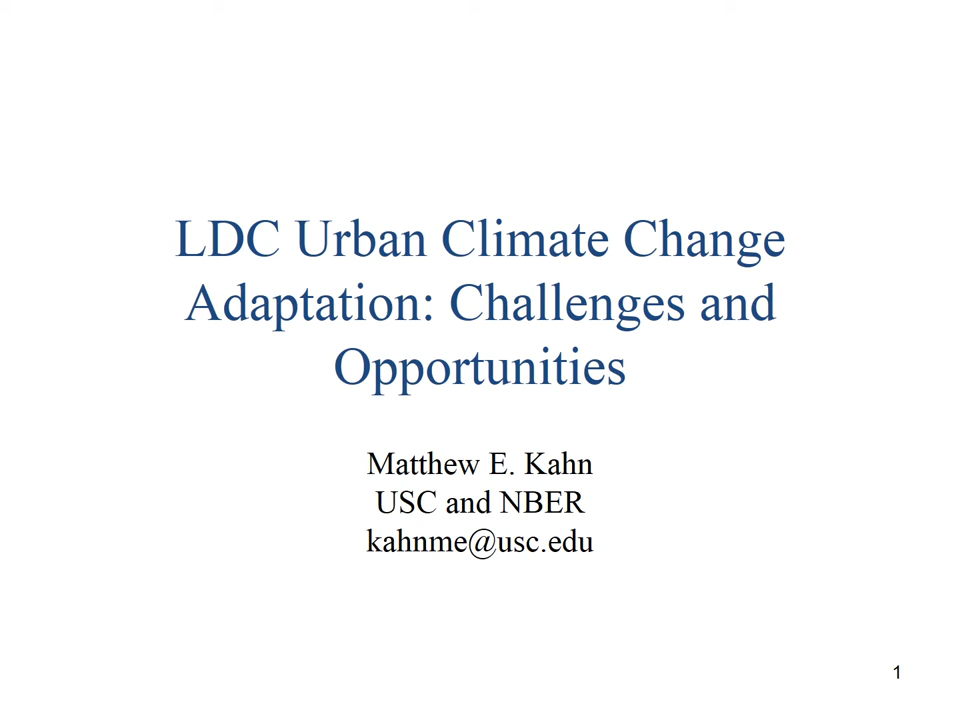 LDC Urban Climate Change
Adaptation: Challenges and
Opportunities
Matthew E. Kahn
USC and NBER
kahnme@usc.edu
1